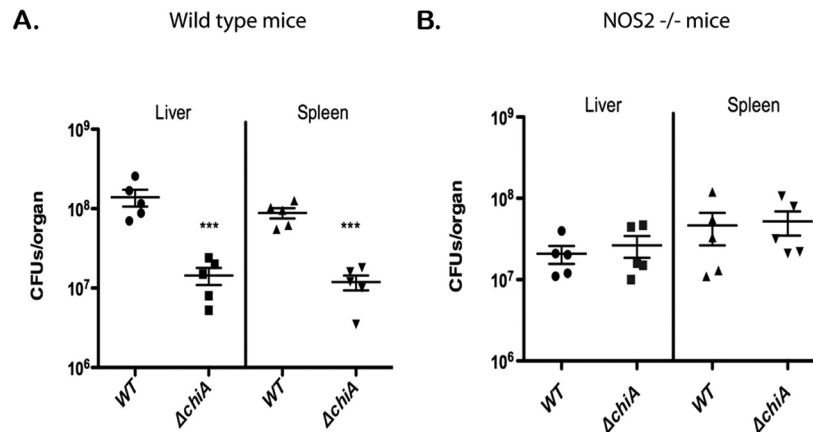 A.
Wild type mice
Liver
Spleen
CFUs/organ
10⁹
10⁸
10⁷
10⁶
***
***
WT
ΔchiA
WT
ΔchiA
B.
NOS2 -/- mice
Liver
Spleen
CFUs/organ
10⁹
10⁸
10⁷
10⁶
WT
ΔchiA
WT
ΔchiA